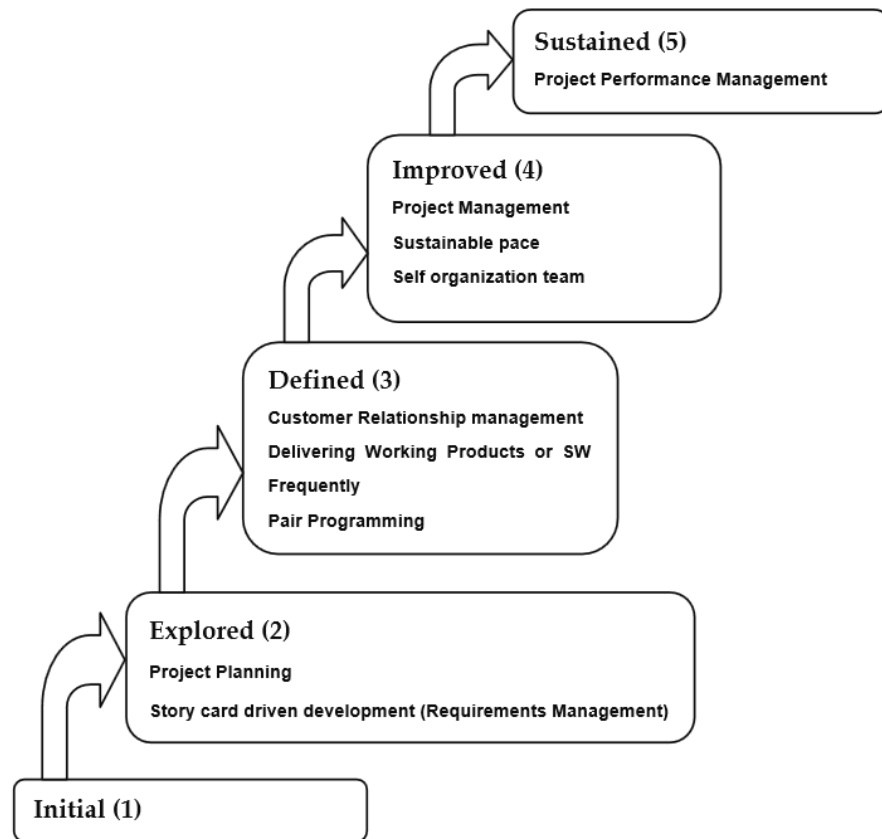 Sustained (5)
Project Performance Management
Improved (4)
Project Management
Sustainable pace
Self organization team
Defined (3)
Customer Relationship management
Delivering Working Products or SW
Frequently
Pair Programming
Explored (2)
Project Planning
Story card driven development (Requirements Management)
Initial (1)